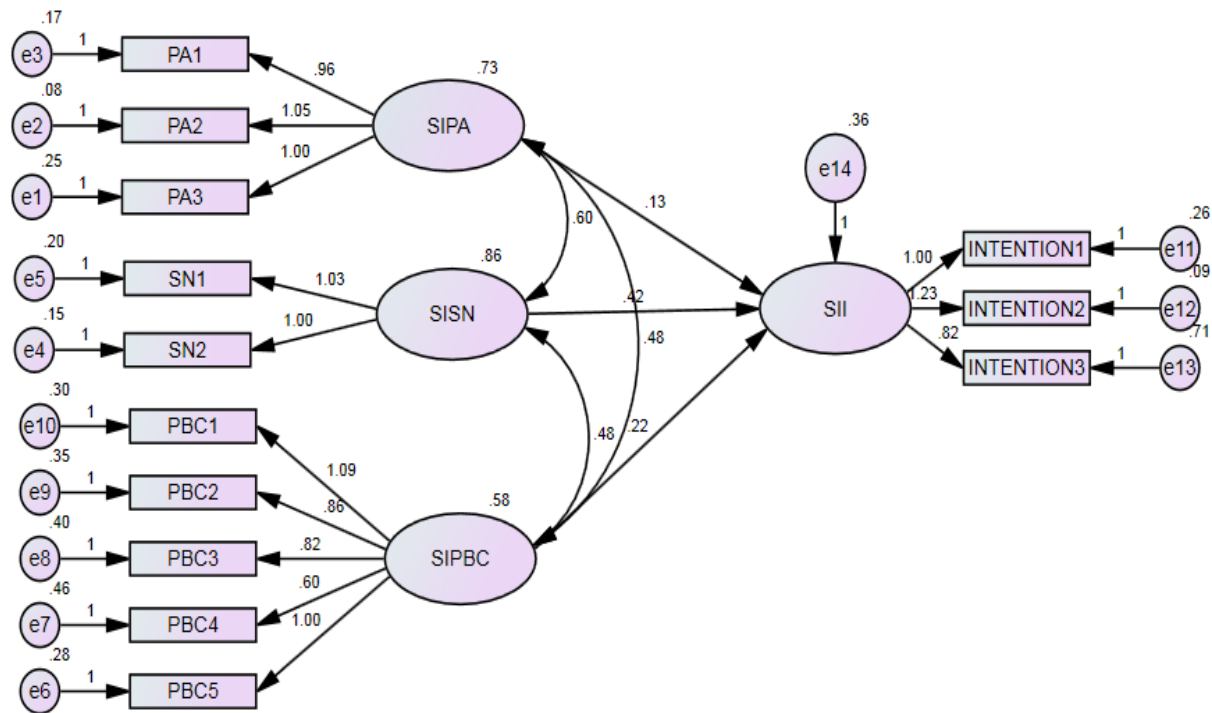 .17
e3 1 PA1
.96
.73
.08
e2 1 PA2
1.05
SIPA
.25
e1 1 PA3
1.00
.36
e14
1
.13
.60
.20
e5 1 SN1
1.03
.86
.15
e4 1 SN2
1.00
SISN
.42
.48
SII
1.00
INTENTION1 1 e11
.26
1.23
INTENTION2 1 e12
.09
.82
INTENTION3 1 e13
.71
.30
e10 1 PBC1
1.09
.48
.22
.35
e9 1 PBC2
.86
.58
.40
e8 1 PBC3
.82
SIPBC
.46
e7 1 PBC4
.60
.28
e6 1 PBC5
1.00